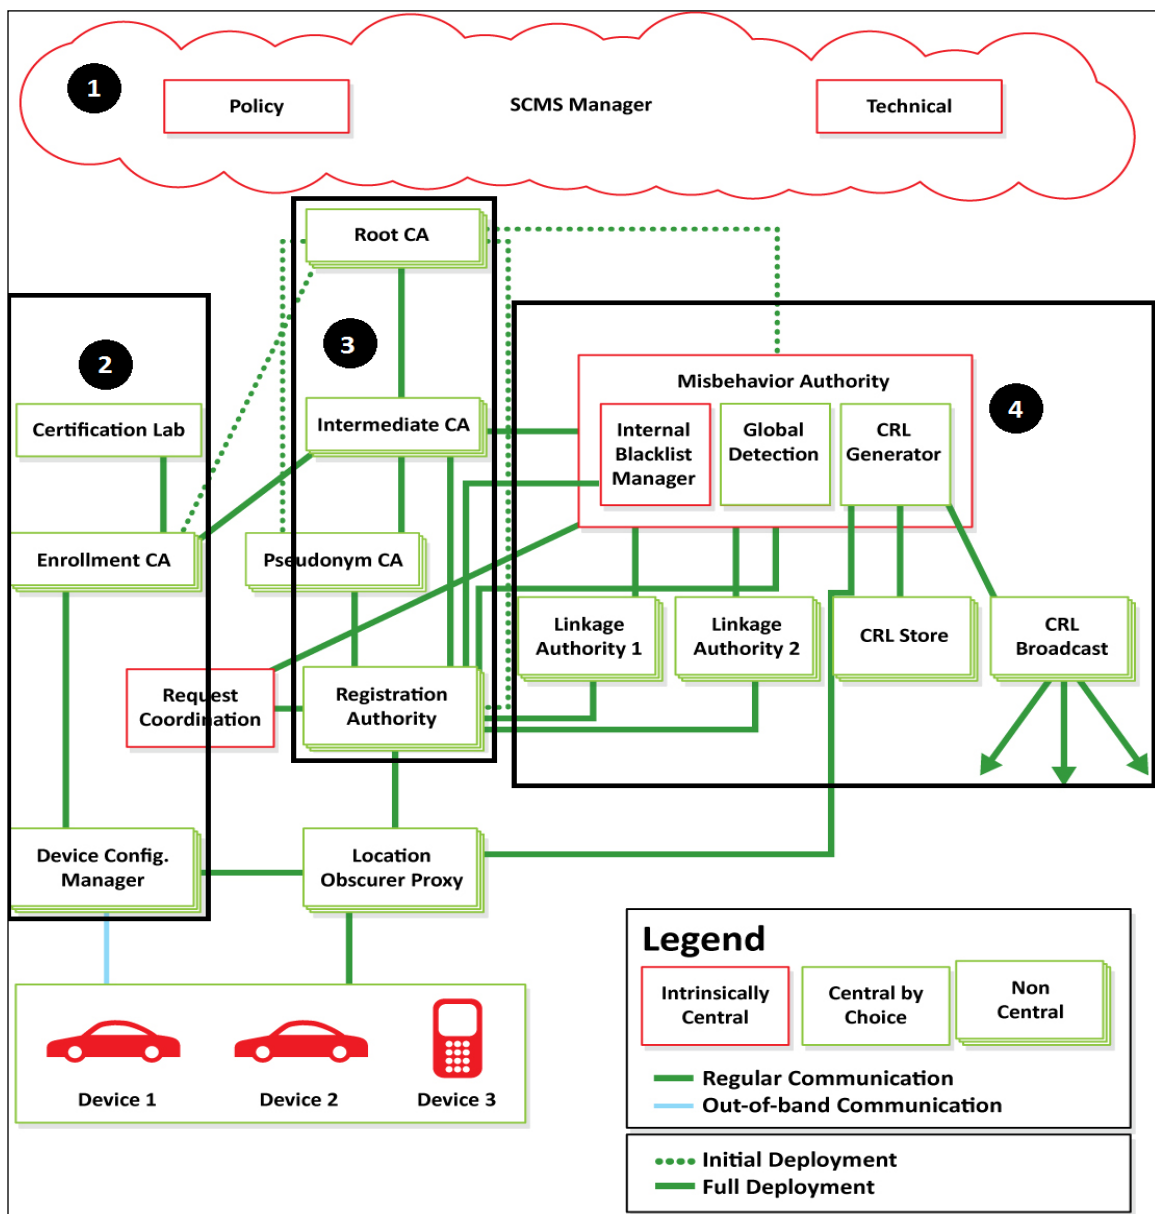 1
Policy
SCMS Manager
Technical
Root CA
2
Certification Lab
Enrollment CA
3
Intermediate CA
Pseudonym CA
Misbehavior Authority
4
Internal
Blacklist
Manager
Global
Detection
CRL
Generator
Linkage
Authority 1
Linkage
Authority 2
CRL Store
CRL
Broadcast
Request
Coordination
Registration
Authority
Device Config.
Manager
Location
Obscurer Proxy
Device 1
Device 2
Device 3
Legend
Intrinsically
Central
Central by
Choice
Non
Central
Regular Communication
Out-of-band Communication
Initial Deployment
Full Deployment